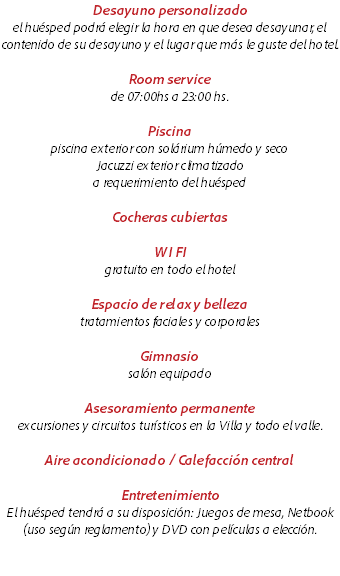 Desayuno personalizado
el huésped podrá elegir la hora en que desea desayunar, el
contenido de su desayuno y el lugar que más le guste del hotel.
Room service
de 07:00hs a 23:00 hs.
Piscina
piscina exterior con solárium húmedo y seco
Jacuzzi exterior climatizado
a requerimiento del huésped
Cocheras cubiertas
WI FI
gratuito en todo el hotel
Espacio de relax y belleza
tratamientos faciales y corporales
Gimnasio
salón equipado
Asesoramiento permanente
excursiones y circuitos turísticos en la Villa y todo el valle.
Aire acondicionado / Calefacción central
Entretenimiento
El huésped tendrá a su disposición: Juegos de mesa, Netbook
(uso según reglamento) y DVD con películas a elección.